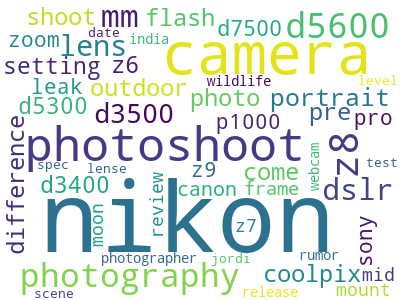 shoot mm flash d7500 d5600
zoom date india
lens camera
setting z6 wildlife level
leak outdoor
d5300 d3500 photo portrait
p1000 pre pro
difference photoshoot z8
spec lense z9 come webcam test
d3400 moon review canon frame dslr
nikon z7 sony
photographer jordi rumor
photography coolpix mid
scene release mount